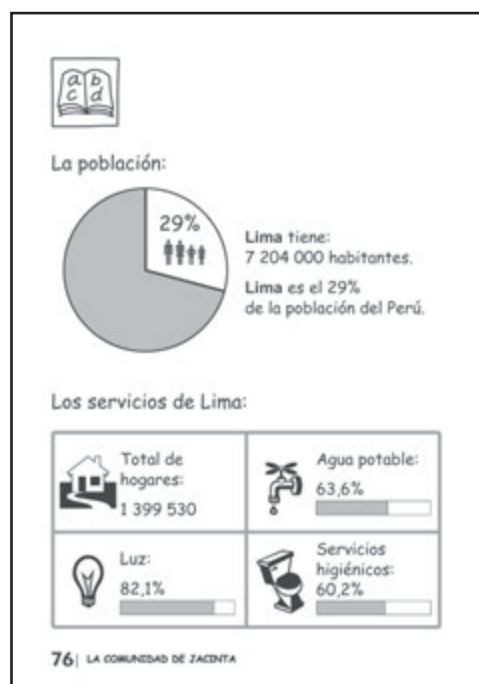 a b
c d
La población:
29%
Lima tiene:
7 204 000 habitantes.
Lima es el 29%
de la población del Perú.
Los servicios de Lima:
Total de
hogares:
1 399 530
Agua potable:
63,6%
Luz:
82,1%
Servicios
higiénicos:
60,2%
76| LA COMUNIDAD DE JACINTA